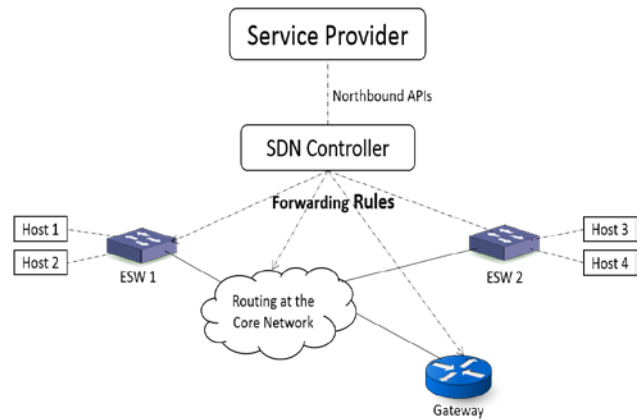 Service Provider
Northbound APIs
SDN Controller
Forwarding Rules
Host 1
Host 2
ESW 1
Host 3
Host 4
ESW 2
Routing at the
Core Network
Gateway